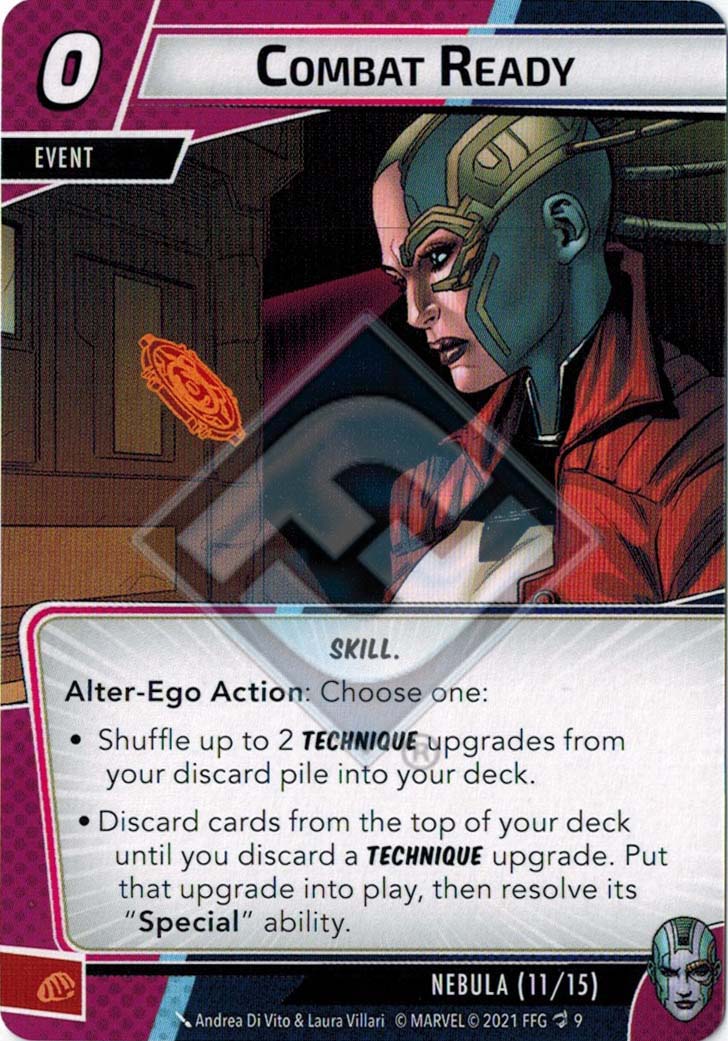 0
COMBAT READY
EVENT
SKILL.
Alter-Ego Action: Choose one:
• Shuffle up to 2 TECHNIQUE upgrades from
your discard pile into your deck.
• Discard cards from the top of your deck
until you discard a TECHNIQUE upgrade. Put
that upgrade into play, then resolve its
"Special" ability.
®
NEBULA (11/15)
Andrea Di Vito & Laura Villari © MARVEL © 2021 FFG 9